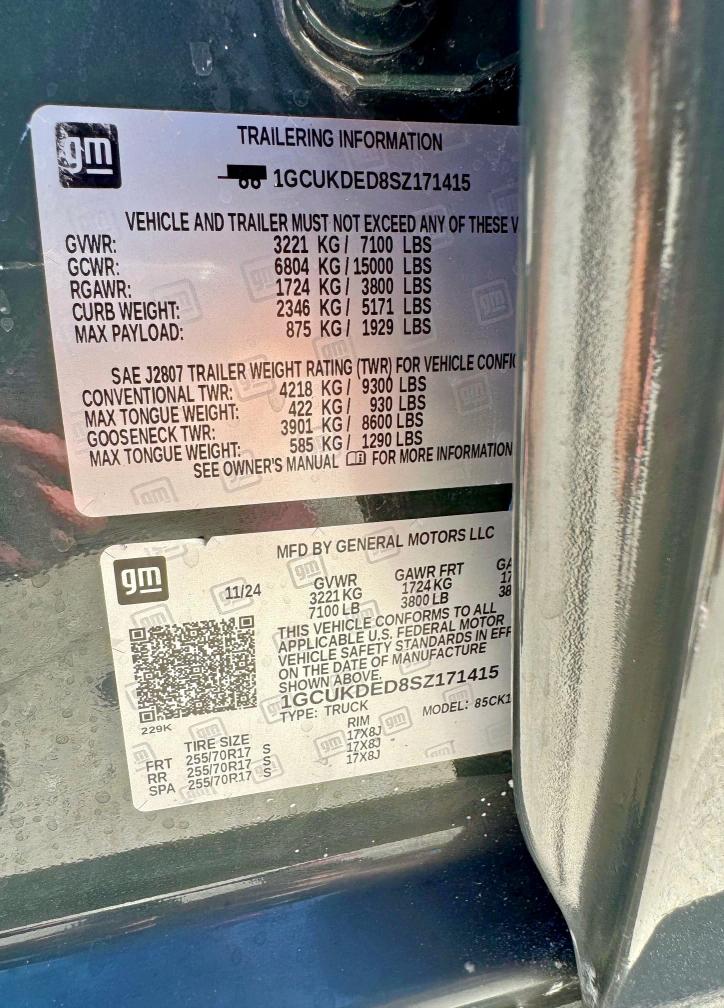 gm
TRAILERING INFORMATION
1GCUKDED8SZ171415
VEHICLE AND TRAILER MUST NOT EXCEED ANY OF THESE V
GVWR: 3221 KG / 7100 LBS
GCWR: 6804 KG / 15000 LBS
RGAWR: 1724 KG / 3800 LBS
CURB WEIGHT: 2346 KG / 5171 LBS
MAX PAYLOAD: 875 KG / 1929 LBS
SAE J2807 TRAILER WEIGHT RATING (TWR) FOR VEHICLE CONFIG
CONVENTIONAL TWR: 4218 KG / 9300 LBS
MAX TONGUE WEIGHT: 422 KG / 930 LBS
GOOSENECK TWR: 3901 KG / 8600 LBS
MAX TONGUE WEIGHT: 585 KG / 1290 LBS
SEE OWNER'S MANUAL FOR MORE INFORMATION
gm
MFD BY GENERAL MOTORS LLC
11/24
GVWR GAWR FRT GA
3221 KG 1724 KG 17
7100 LB 3800 LB 38
THIS VEHICLE CONFORMS TO ALL
APPLICABLE U.S. FEDERAL MOTOR
VEHICLE SAFETY STANDARDS IN EFF
ON THE DATE OF MANUFACTURE
SHOWN ABOVE.
1GCUKDED8SZ171415
TYPE: TRUCK MODEL: 85CK1
229K
TIRE SIZE RIM
FRT 255/70R17 S 17X8J
RR 255/70R17 S 17X8J
SPA 255/70R17 S 17X8J